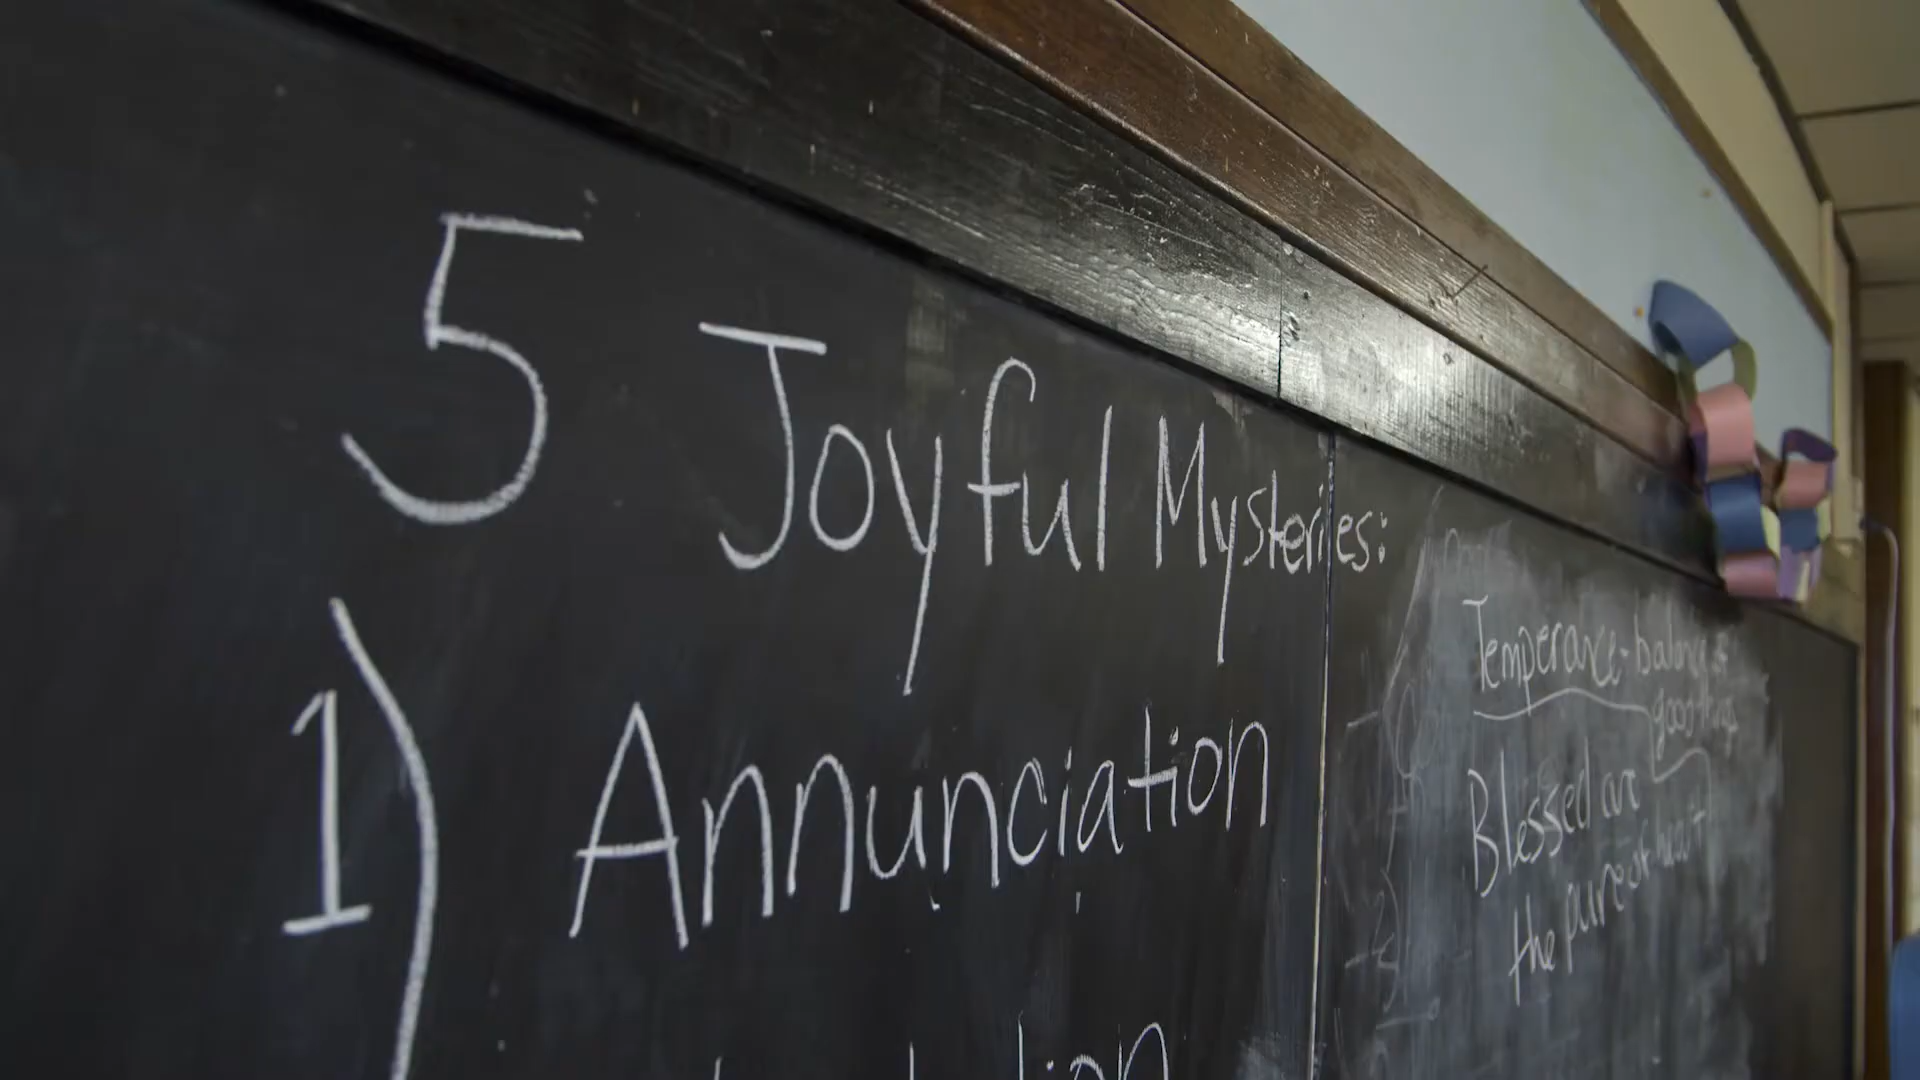 5 Joyful Mysteries:
1) Annunciation
Temperance - balance of
good things
Blessed are
the pure of heart